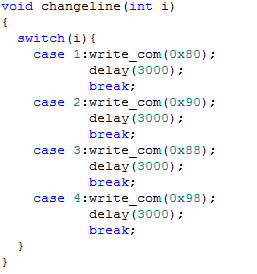 void changeline(int i)
{
  switch(i){
    case 1:write_com(0x80);
           delay(3000);
           break;
    case 2:write_com(0x90);
           delay(3000);
           break;
    case 3:write_com(0x88);
           delay(3000);
           break;
    case 4:write_com(0x98);
           delay(3000);
           break;
  }
}